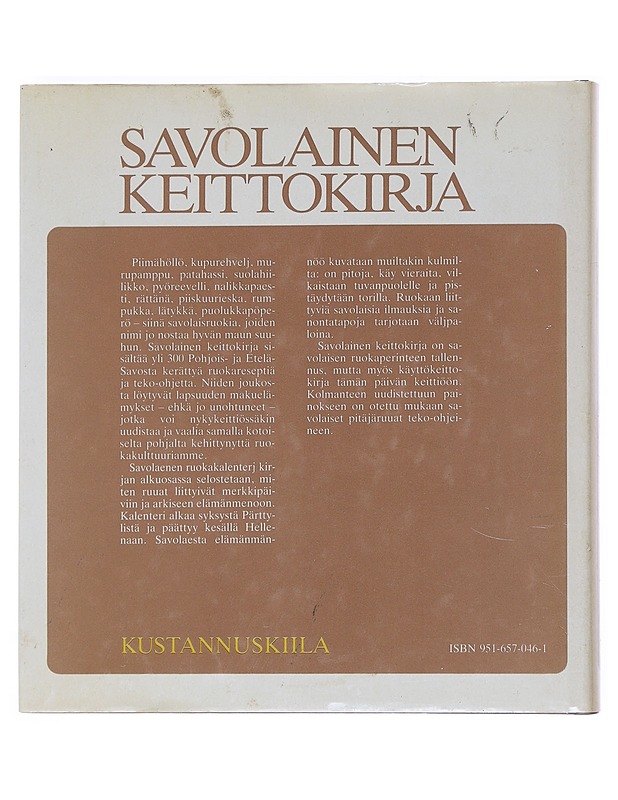 SAVOLAINEN
KEITTOKIRJA
Piimähöllö, kupurehvelj, mu-
rupamppu, patahassi, suolahii-
likko, pyöreevelli, nalikkapaes-
ti, rättänä, piiskuurieska, rum-
pukka, lätykkä, puolukkapöpe-
rö – siinä savolaisruokia, joiden
nimi jo nostaa hyvän maun suu-
hun. Savolainen keittokirja si-
sältää yli 300 Pohjois- ja Etelä-
Savosta kerättyä ruokareseptiä
ja teko-ohjetta. Niiden joukos-
ta löytyvät lapsuuden makuelä-
mykset – ehkä jo unohtuneet –
jotka voi nykykeittiössäkin
uudistaa ja vaalia samalla kotoi-
selta pohjalta kehittynyttä ruo-
kakulttuuriamme.
Savolaenen ruokakalenterj kir-
jan alkuosassa selostetaan, mi-
ten ruuat liittyivät merkkipäi-
viin ja arkiseen elämänmenoon.
Kalenteri alkaa syksystä Pärtty-
listä ja päättyy kesällä Helle-
naan. Savolaesta elämänmän-
nöö kuvataan muiltakin kulmil-
ta: on pitoja, käy vieraita, vil-
kaistaan tuvanpuolelle ja pis-
täydytään torilla. Ruokaan liit-
tyviä savolaisia ilmauksia ja sa-
nontatapoja tarjotaan väljpa-
loina.
Savolainen keittokirja on sa-
volaisen ruokaperinteen tallen-
nus, mutta myös käyttökeitto-
kirja tämän päivän keittiöön.
Kolmanteen uudistettuun pai-
nokseen on otettu mukaan sa-
volaiset pitäjäruuat teko-ohjei-
neen.
KUSTANNUSKIILA
ISBN 951-657-046-1